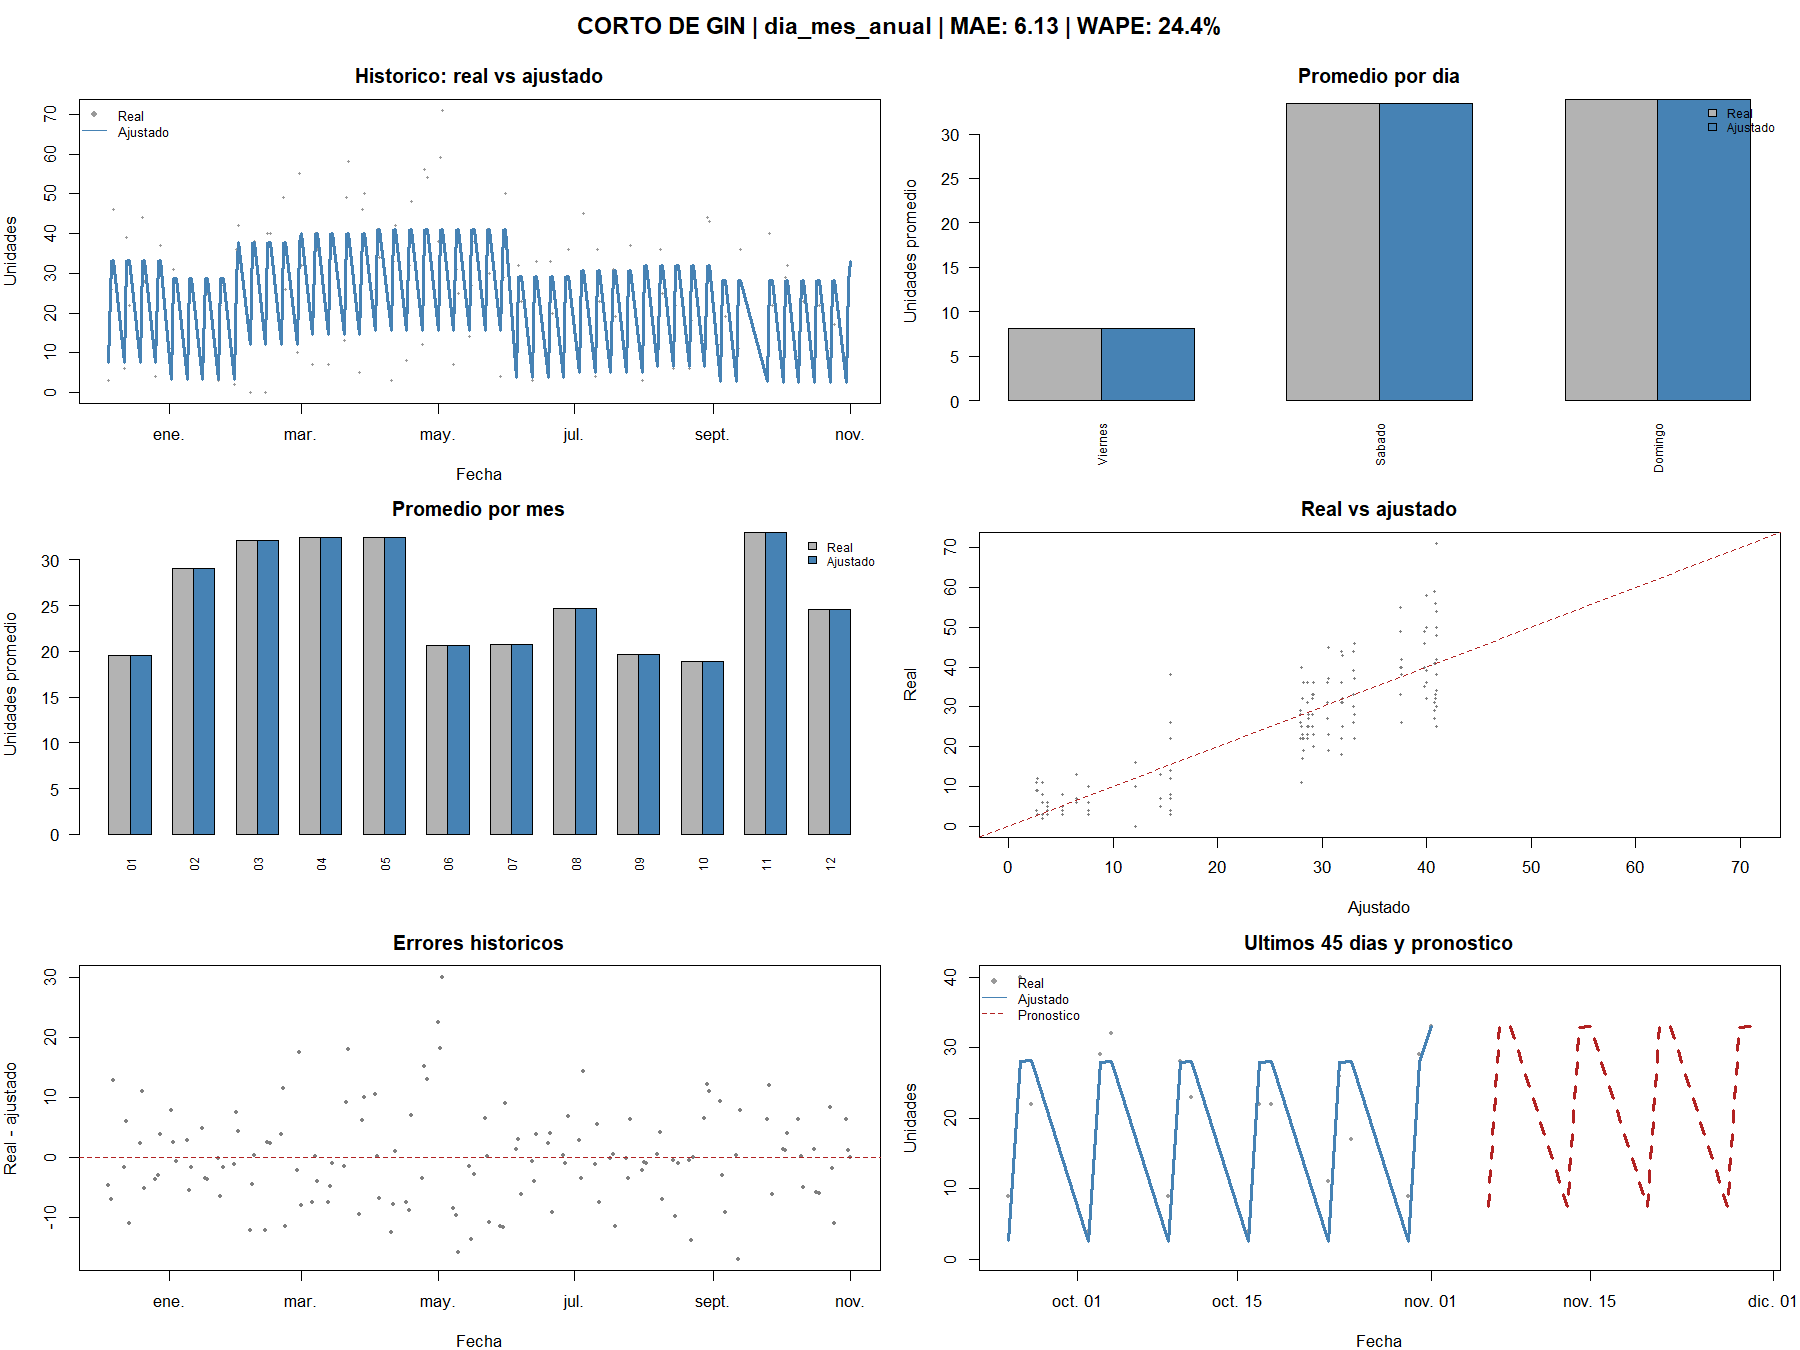 CORTO DE GIN | dia_mes_anual | MAE: 6.13 | WAPE: 24.4%
Historico: real vs ajustado
Real
Ajustado
Unidades
0 10 20 30 40 50 60 70
ene. mar. may. jul. sept. nov.
Fecha
Promedio por dia
Real
Ajustado
Unidades promedio
0 5 10 15 20 25 30
Viernes Sabado Domingo
Promedio por mes
Real
Ajustado
Unidades promedio
0 5 10 15 20 25 30
01 02 03 04 05 06 07 08 09 10 11 12
Real vs ajustado
Real
0 10 20 30 40 50 60 70
0 10 20 30 40 50 60 70
Ajustado
Errores historicos
Real - ajustado
-10 0 10 20 30
ene. mar. may. jul. sept. nov.
Fecha
Ultimos 45 dias y pronostico
Real
Ajustado
Pronostico
Unidades
0 10 20 30 40
oct. 01 oct. 15 nov. 01 nov. 15 dic. 01
Fecha